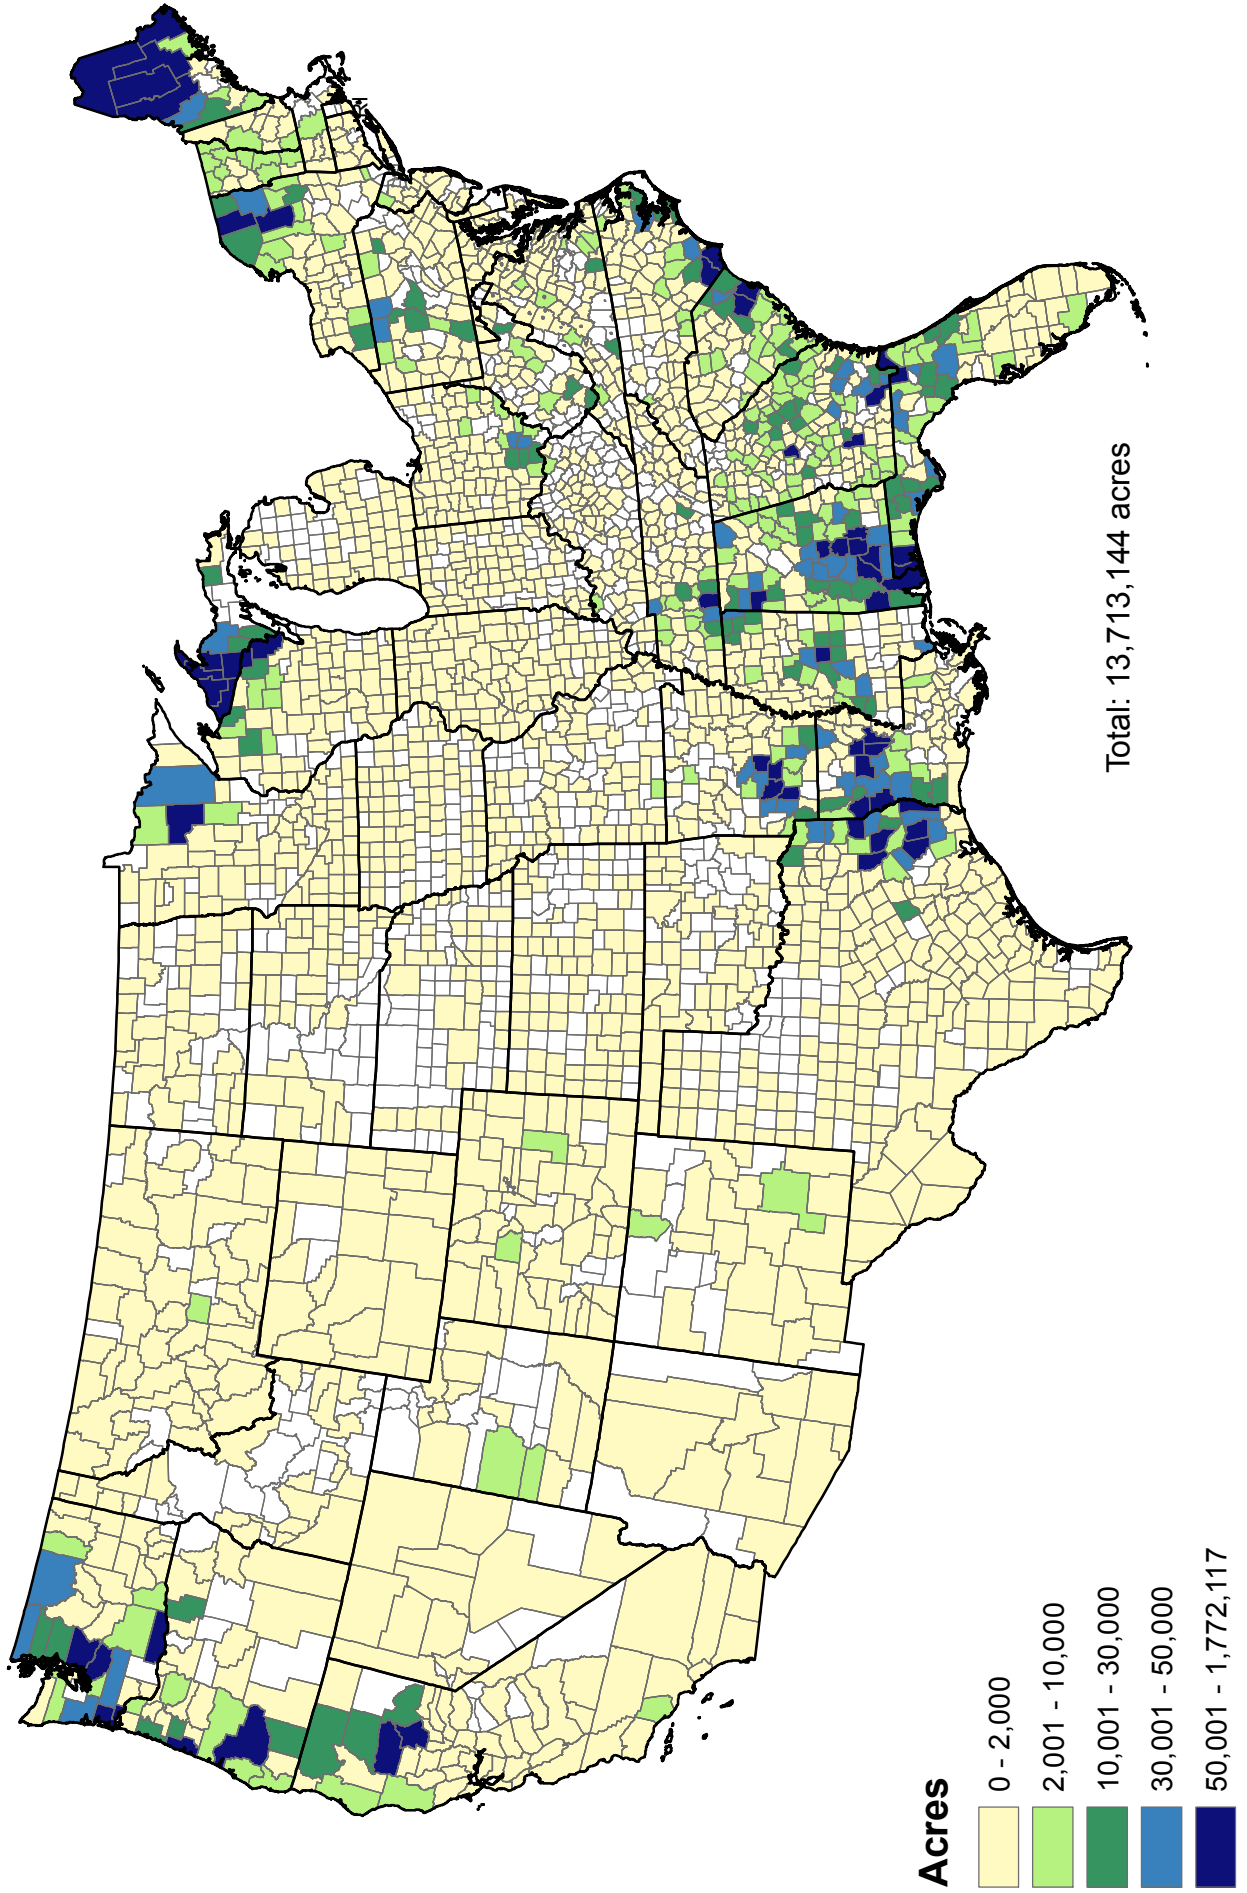 Total: 13,713,144 acres
Acres
0 - 2,000
2,001 - 10,000
10,001 - 30,000
30,001 - 50,000
50,001 - 1,772,117